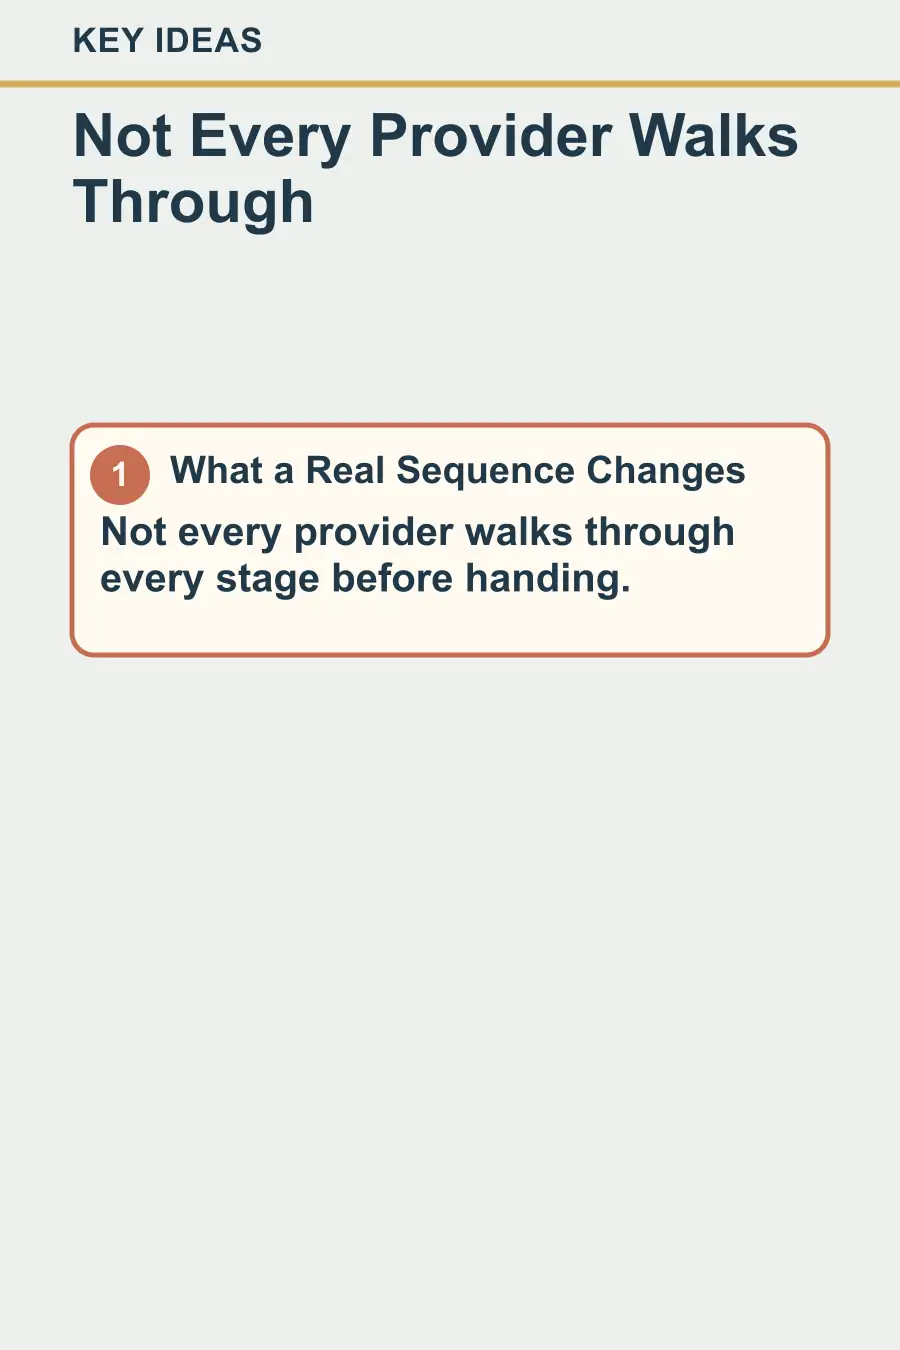 KEY IDEAS
Not Every Provider Walks
Through
1 What a Real Sequence Changes
Not every provider walks through
every stage before handing.